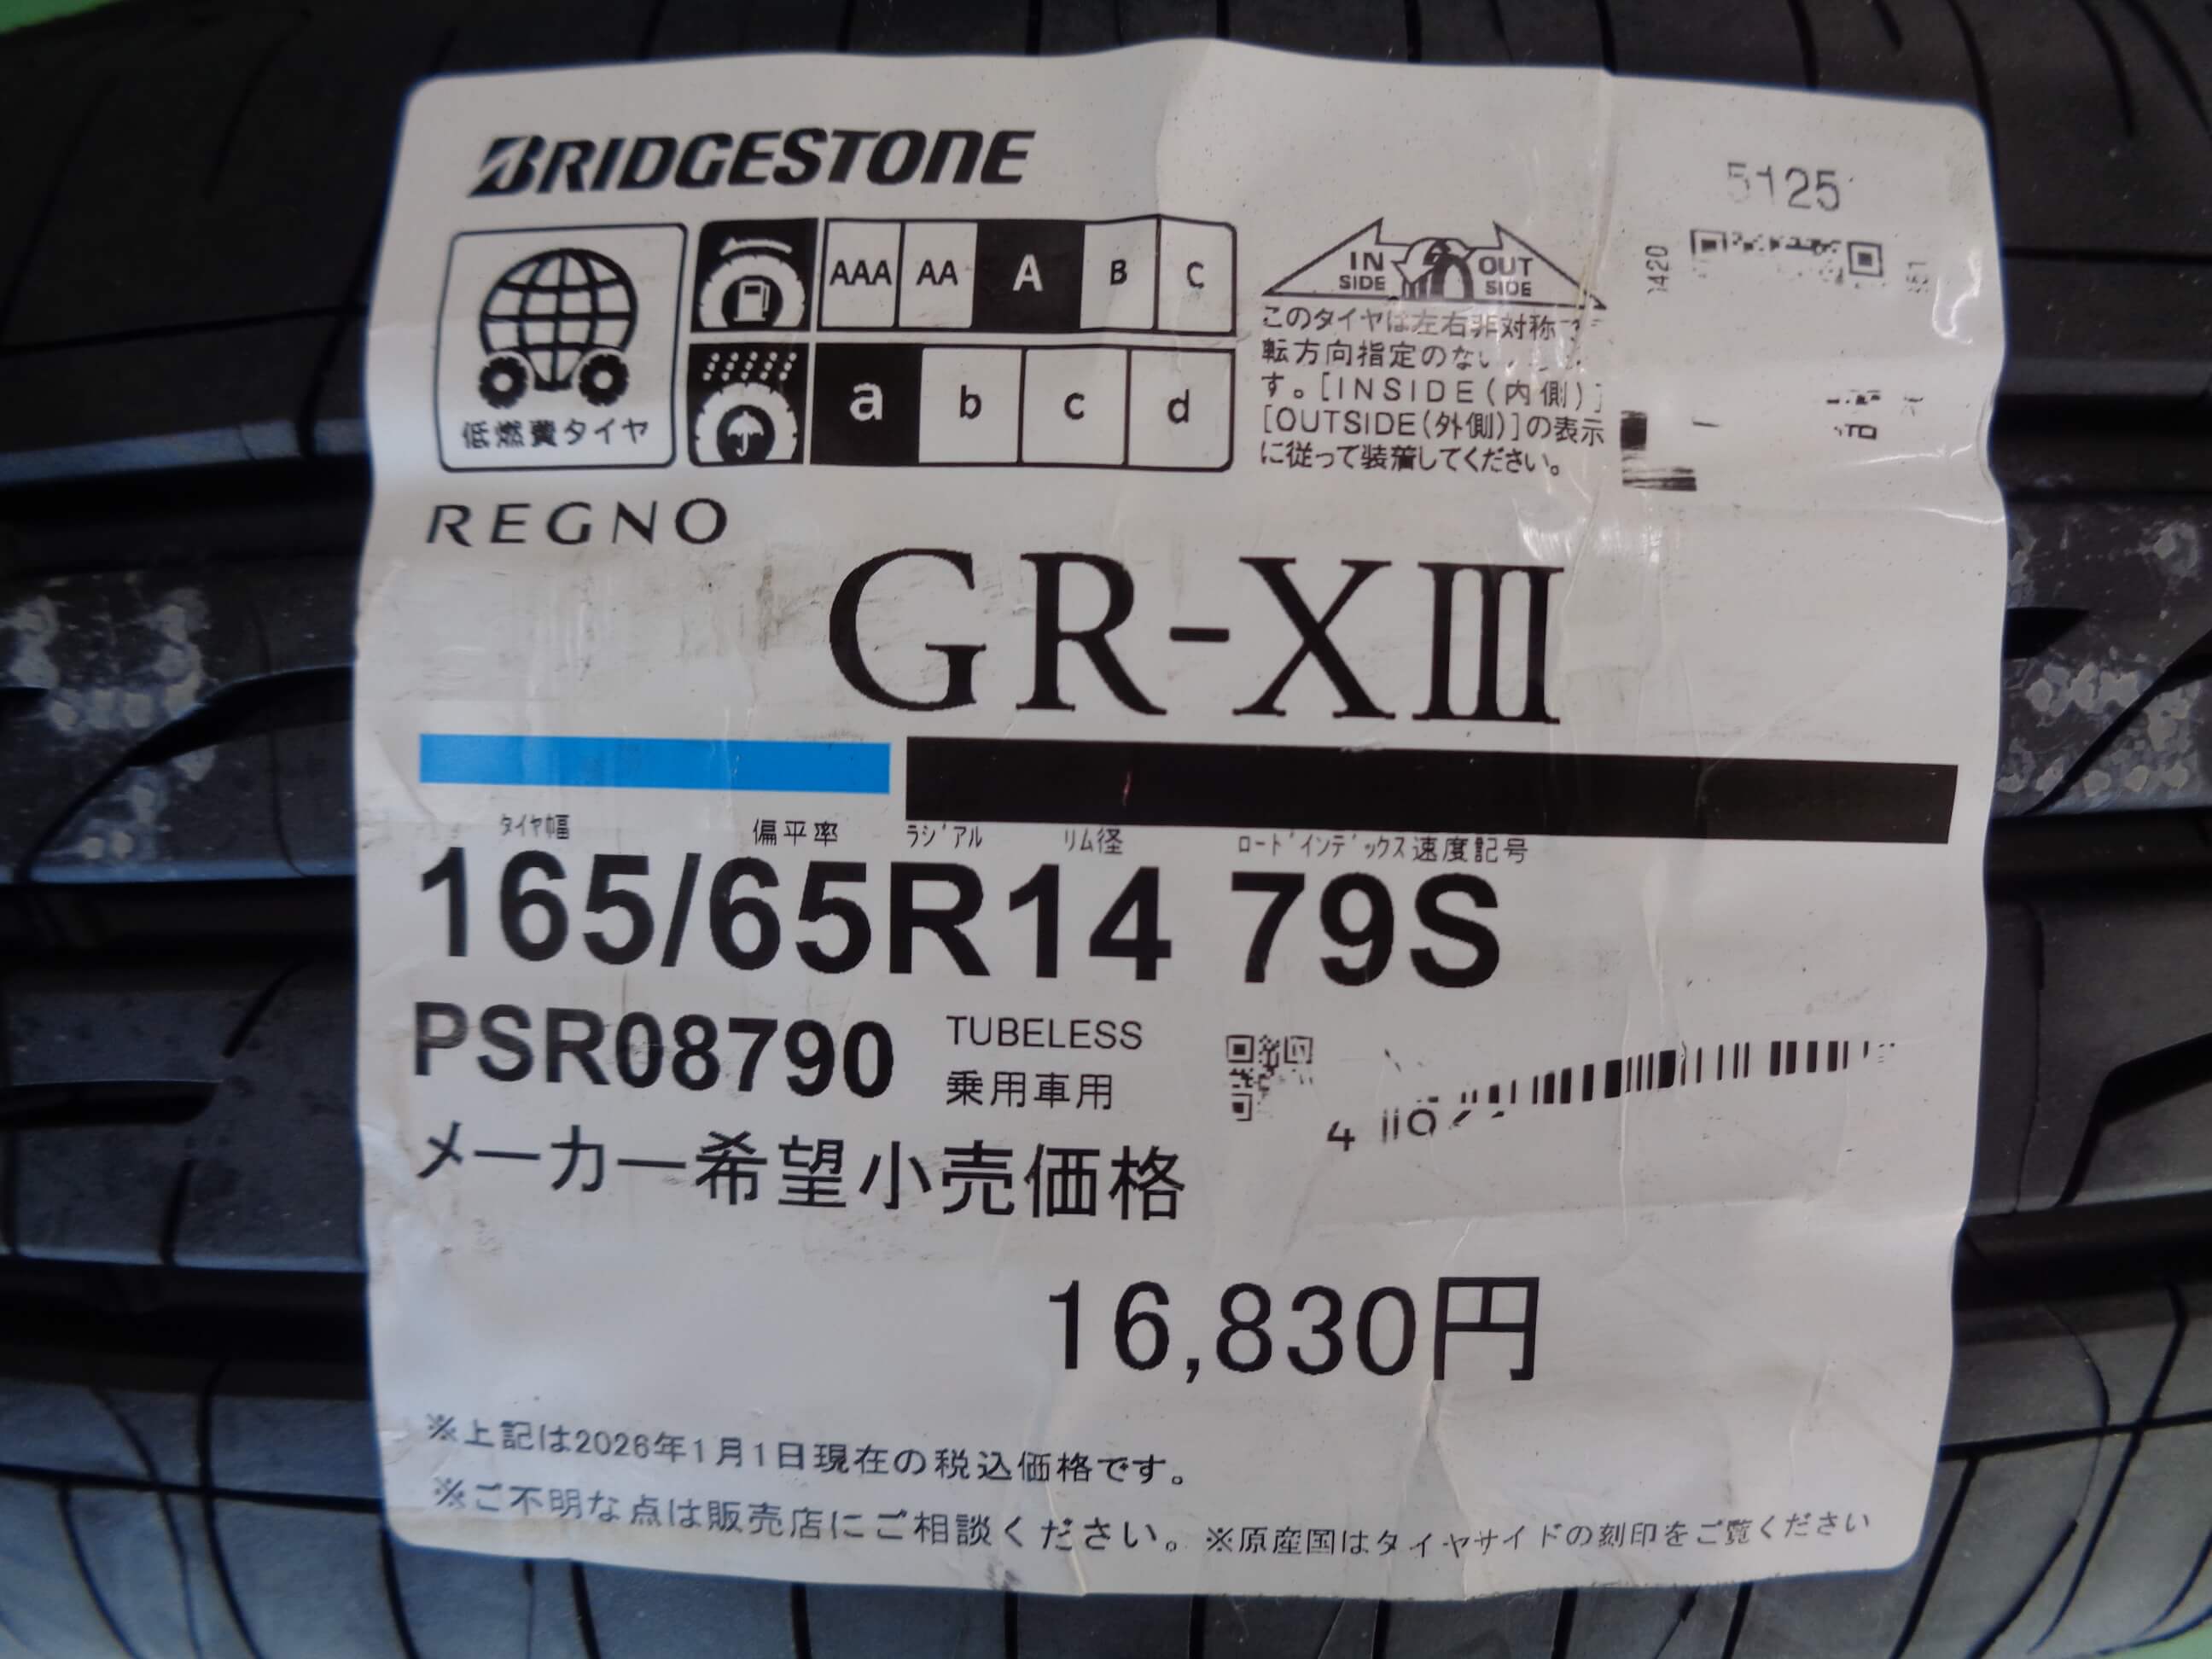 BRIDGESTONE
5125
AAA AA A B C
a b c d
低燃費タイヤ
IN SIDE OUT SIDE
このタイヤは左右非対称
転方向指定のな
す。[INSIDE(内側)]
[OUTSIDE(外側)]の表示
に従って装着してください。
REGNO
GR-XIII
タイヤ幅 偏平率 ラジアル リム径 ロードインデックス 速度記号
165/65R14 79S
PSR08790
TUBELESS
乗用車用
メーカー希望小売価格
16,830円
※上記は2026年1月1日現在の税込価格です。
※ご不明な点は販売店にご相談ください。※原産国はタイヤサイドの刻印をご覧ください